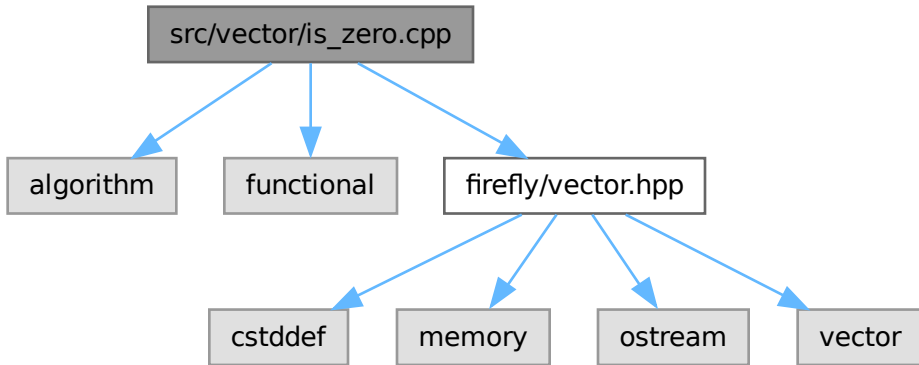 src/vector/is_zero.cpp
algorithm
functional
firefly/vector.hpp
cstddef
memory
ostream
vector